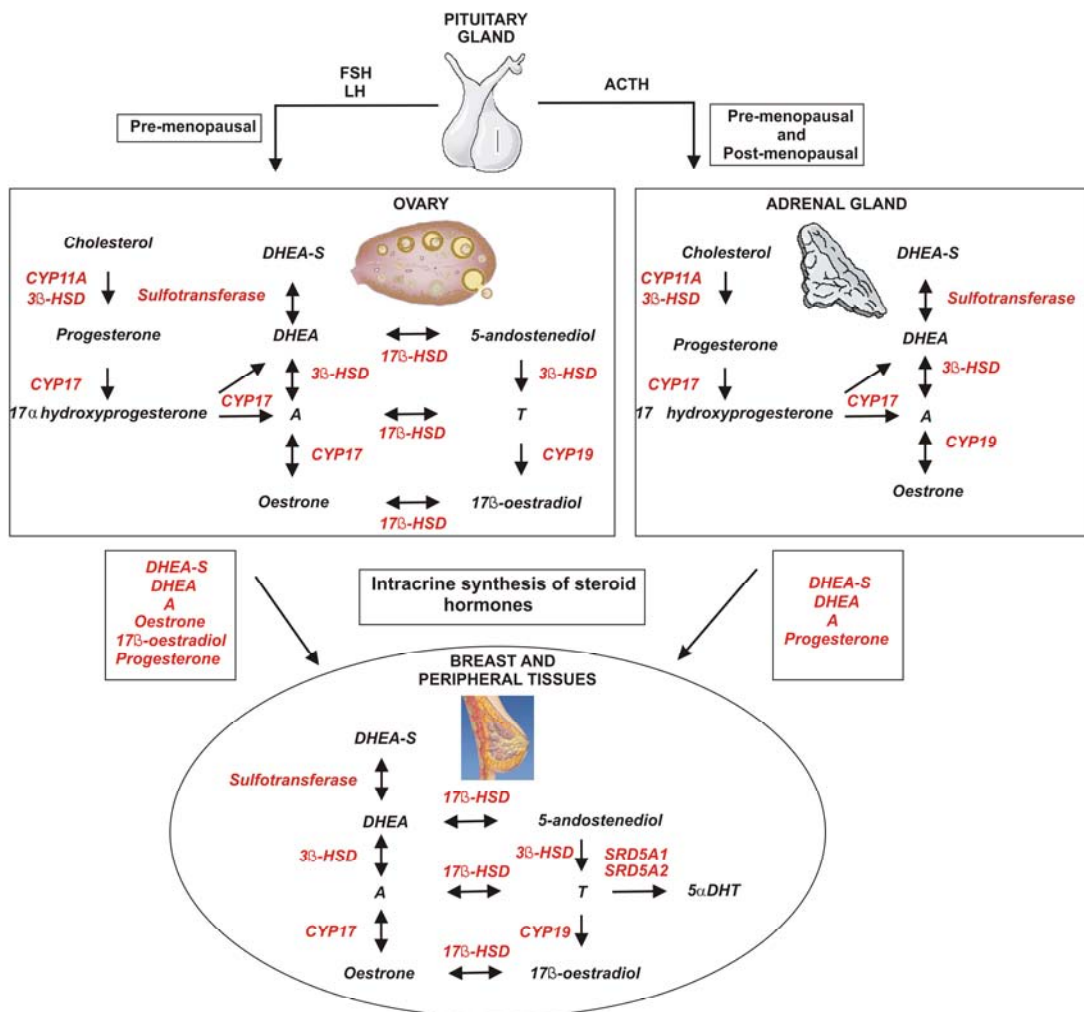 PITUITARY
GLAND
FSH
LH
ACTH
Pre-menopausal
Pre-menopausal
and
Post-menopausal
OVARY
Cholesterol
DHEA-S
CYP11A
3ß-HSD
Sulfotransferase
Progesterone
DHEA
5-andostenediol
17ß-HSD
3ß-HSD
3ß-HSD
CYP17
17α hydroxyprogesterone
CYP17
A
T
17ß-HSD
CYP17
CYP19
Oestrone
17ß-oestradiol
17ß-HSD
ADRENAL GLAND
Cholesterol
DHEA-S
CYP11A
3ß-HSD
Sulfotransferase
Progesterone
DHEA
3ß-HSD
CYP17
17 hydroxyprogesterone
CYP17
A
CYP19
Oestrone
DHEA-S
DHEA
A
Oestrone
17ß-oestradiol
Progesterone
Intracrine synthesis of steroid
hormones
DHEA-S
DHEA
A
Progesterone
BREAST AND
PERIPHERAL TISSUES
DHEA-S
Sulfotransferase
17ß-HSD
DHEA
5-andostenediol
3ß-HSD
17ß-HSD
3ß-HSD
SRD5A1
SRD5A2
A
T
5αDHT
CYP17
17ß-HSD
CYP19
Oestrone
17ß-oestradiol